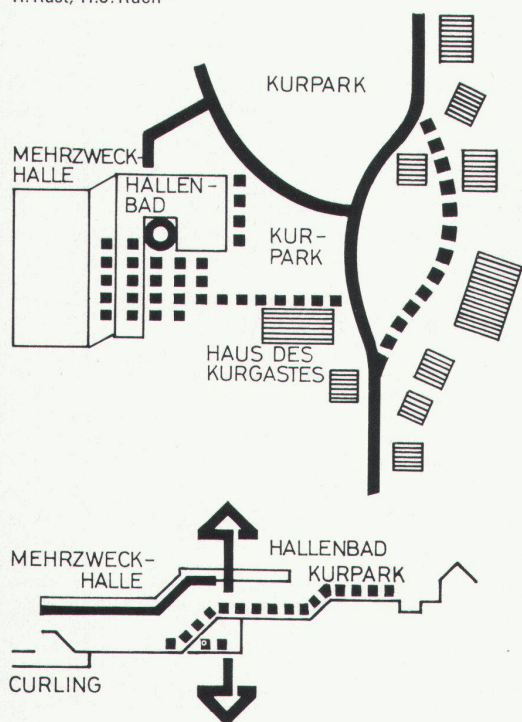 KURPARK
MEHRZWECK-
HALLE
HALLEN-
BAD
KUR-
PARK
HAUS DES
KURGASTES
MEHRZWECK-
HALLE
HALLENBAD
KURPARK
CURLING